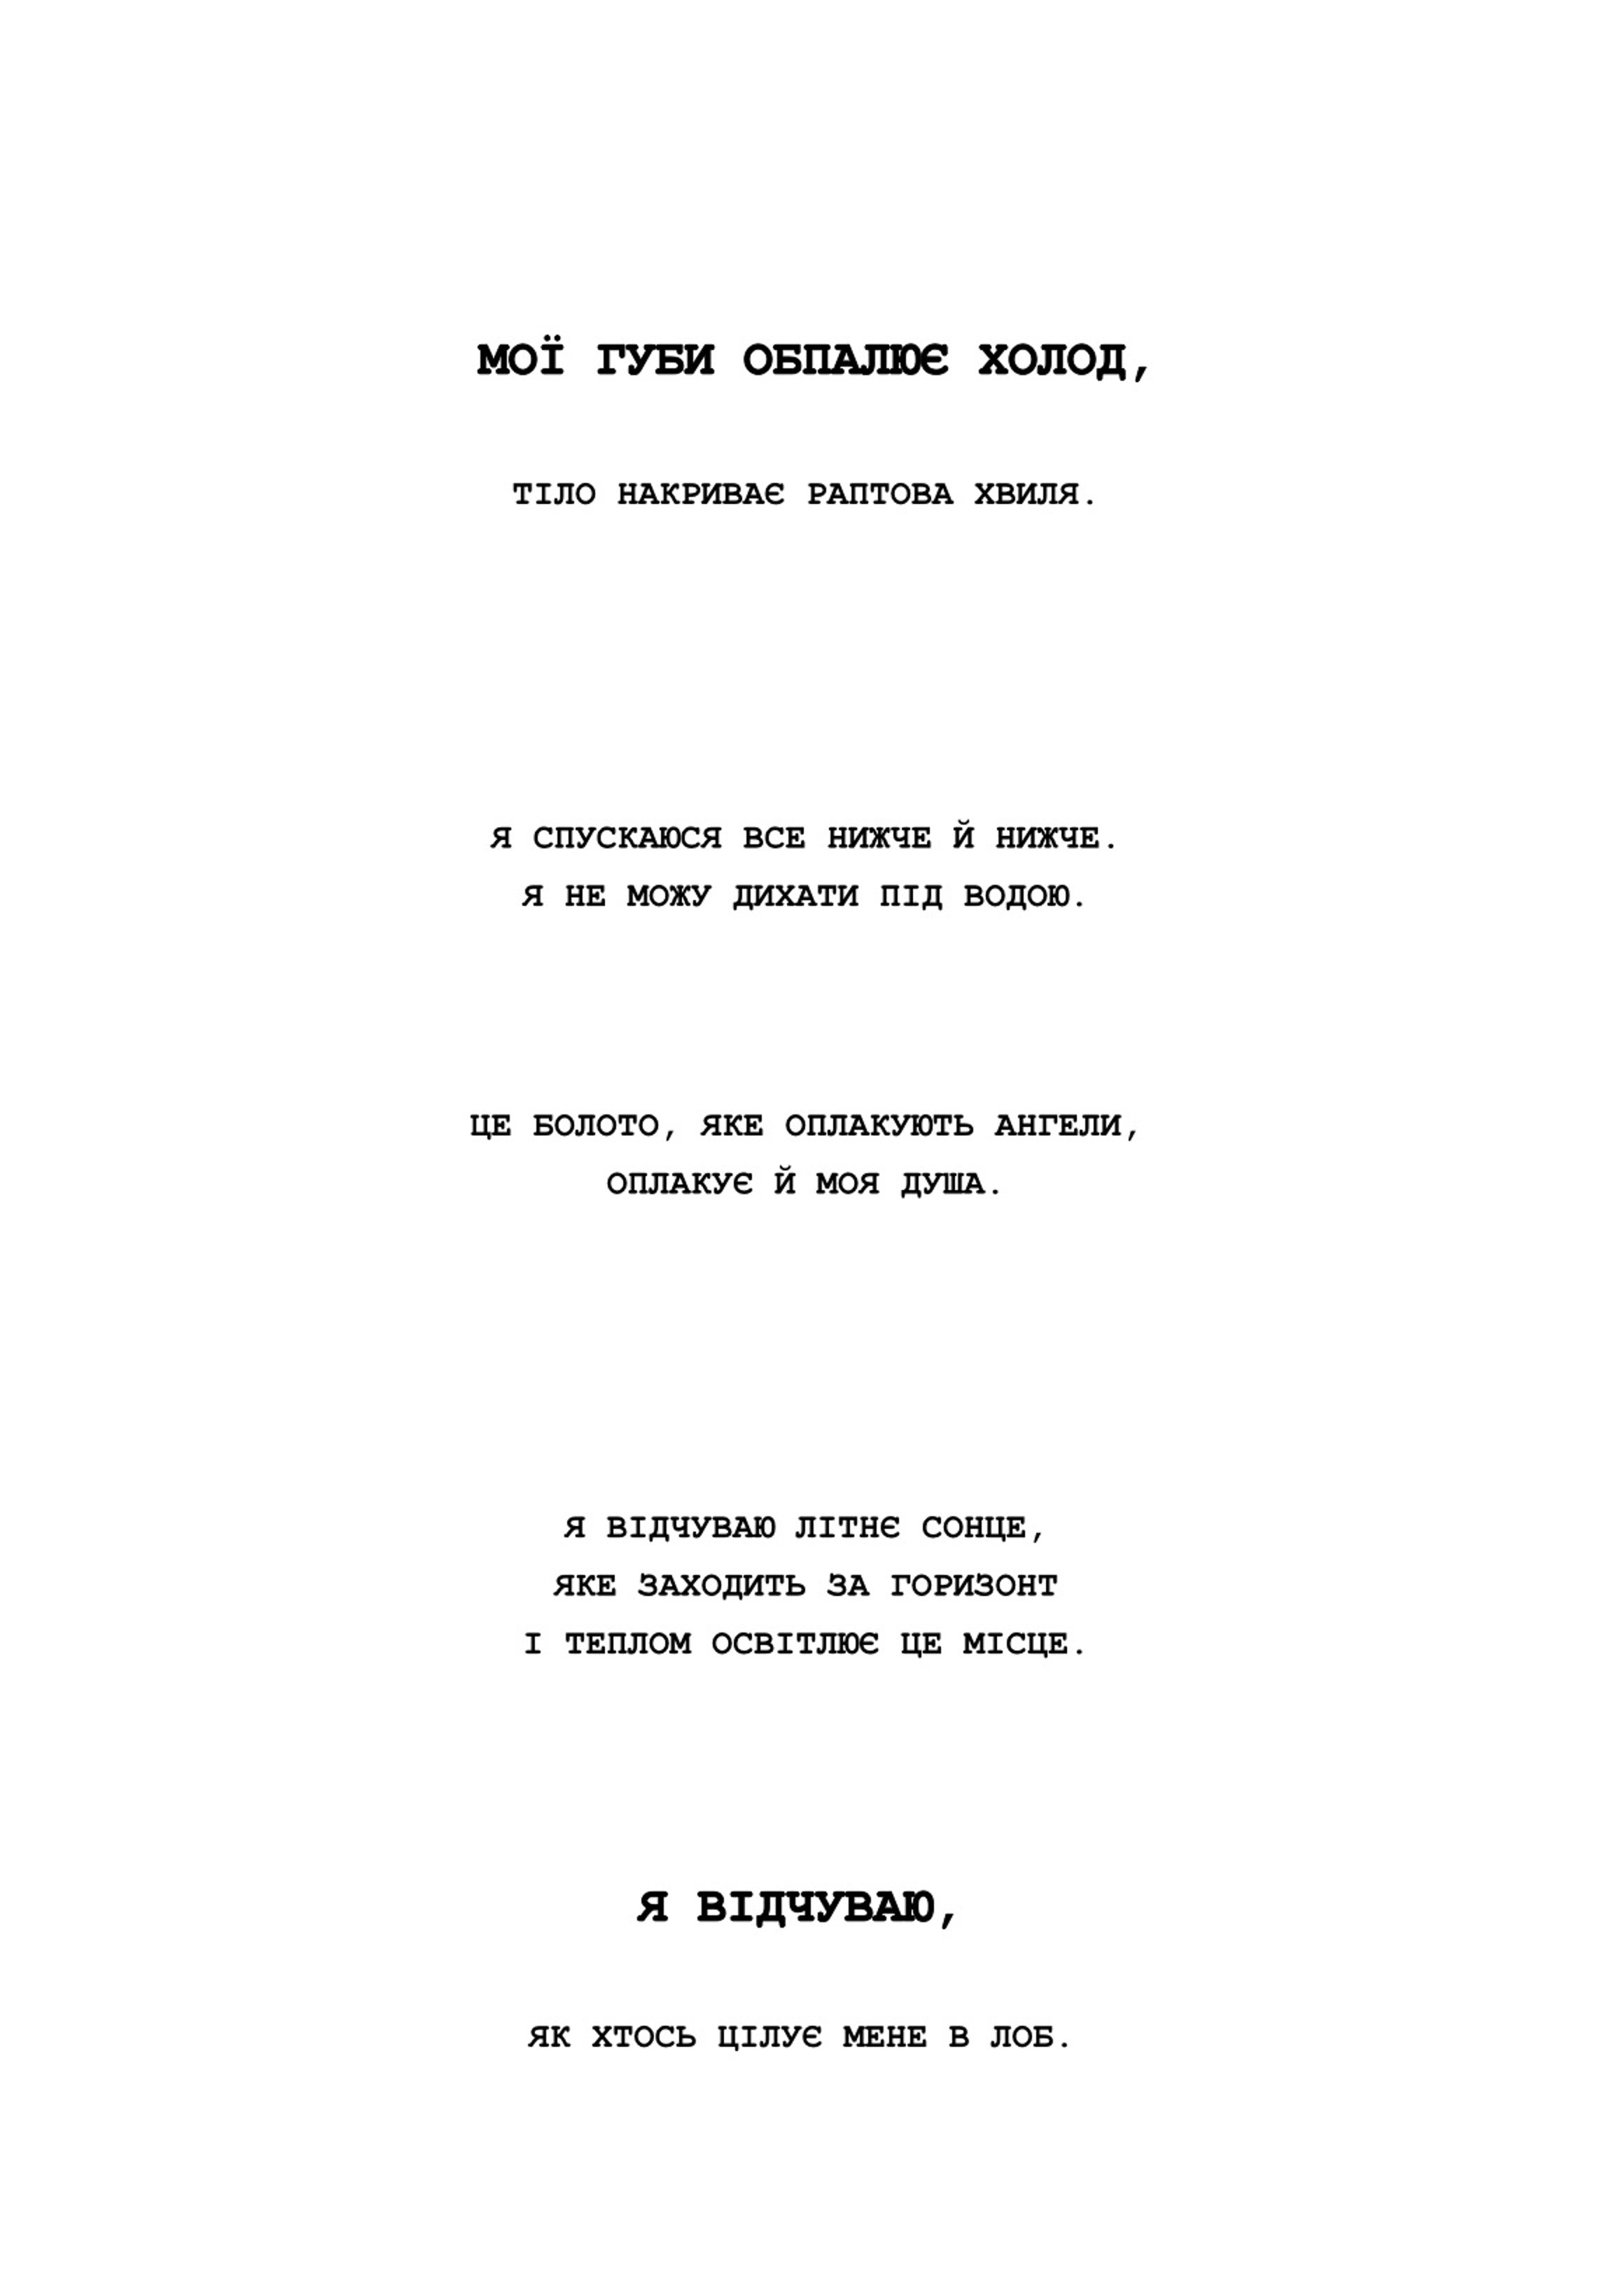 МОЇ ГУБИ ОБПАЛЮЄ ХОЛОД,
ТІЛО НАКРИВАЄ РАПТОВА ХВИЛЯ.
Я СПУСКАЮСЯ ВСЕ НИЖЧЕ Й НИЖЧЕ.
Я НЕ МОЖУ ДИХАТИ ПІД ВОДОЮ.
ЦЕ БОЛОТО, ЯКЕ ОПЛАКУЮТЬ АНГЕЛИ,
ОПЛАКУЄ Й МОЯ ДУША.
Я ВІДЧУВАЮ ЛІТНЄ СОНЦЕ,
ЯКЕ ЗАХОДИТЬ ЗА ГОРИЗОНТ
І ТЕПЛОМ ОСВІТЛЮЄ ЦЕ МІСЦЕ.
Я ВІДЧУВАЮ,
ЯК ХТОСЬ ЦІЛУЄ МЕНЕ В ЛОБ.